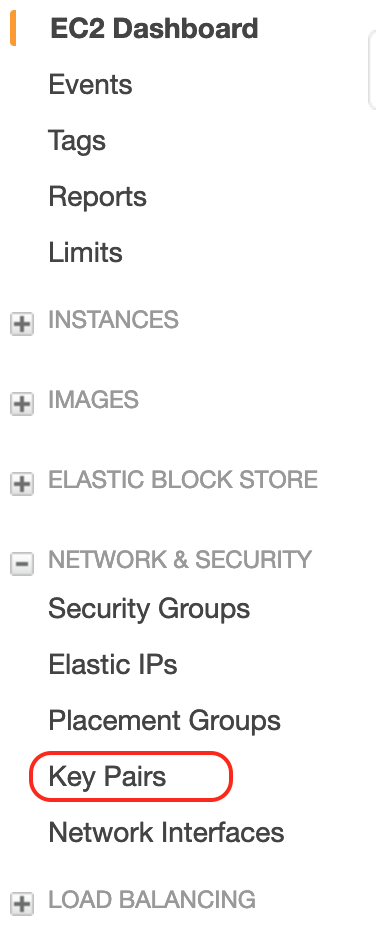 EC2 Dashboard
Events
Tags
Reports
Limits
INSTANCES
IMAGES
ELASTIC BLOCK STORE
NETWORK & SECURITY
Security Groups
Elastic IPs
Placement Groups
Key Pairs
Network Interfaces
LOAD BALANCING